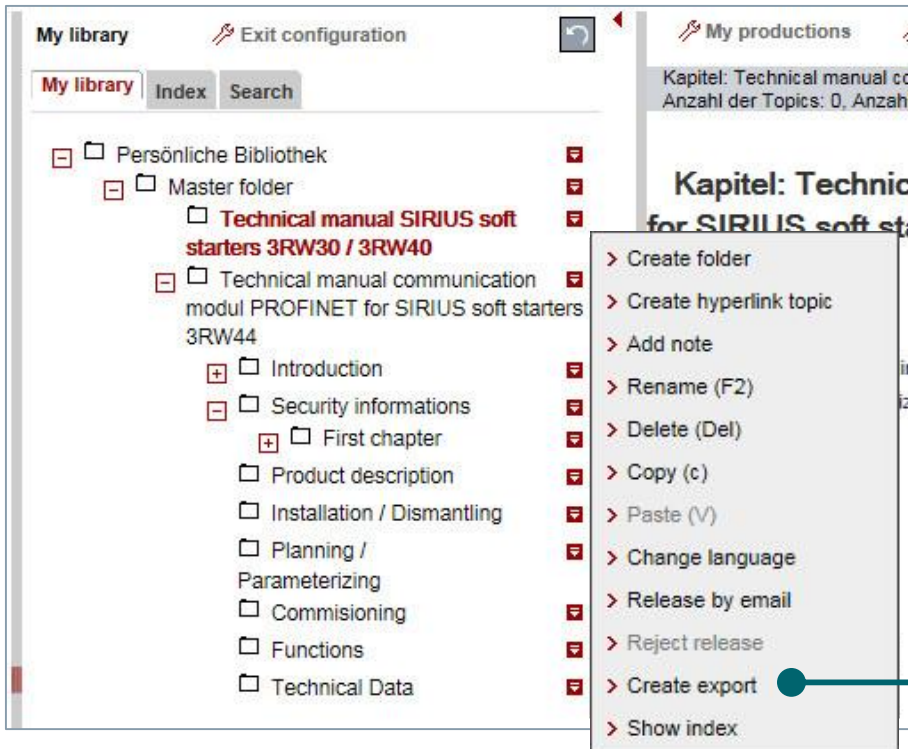 My library
Exit configuration
My library
Index
Search
Persönliche Bibliothek
Master folder
Technical manual SIRIUS soft
starters 3RW30 / 3RW40
Technical manual communication
modul PROFINET for SIRIUS soft starters
3RW44
Introduction
Security informations
First chapter
Product description
Installation / Dismantling
Planning /
Parameterizing
Commisioning
Functions
Technical Data
My productions
Kapitel: Technical manual
Anzahl der Topics: 0,
Kapitel:
for SIRIUS soft
Create folder
Create hyperlink topic
Add note
Rename (F2)
Delete (Del)
Copy (c)
Paste (V)
Change language
Release by email
Reject release
Create export
Show index